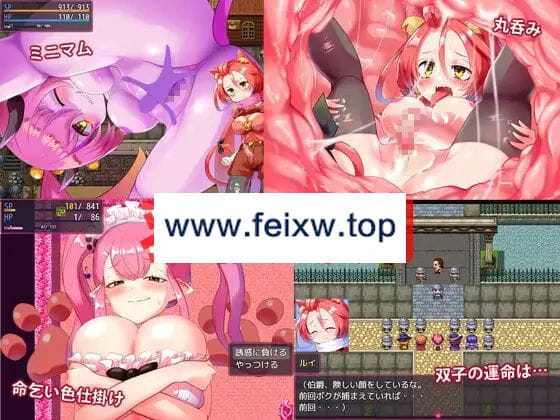 SP 913/ 913
HP 110/ 110
ミニマム
丸呑み
www.feixw.top
SP 101/ 841
HP 1/ 86
誘惑に負ける
やっつける
命乞い色仕掛け
双子の運命は…
ルイ
（伯爵、険しい顔をしているな。
前回ボクが捕まえていれば・・・
前回・・・）